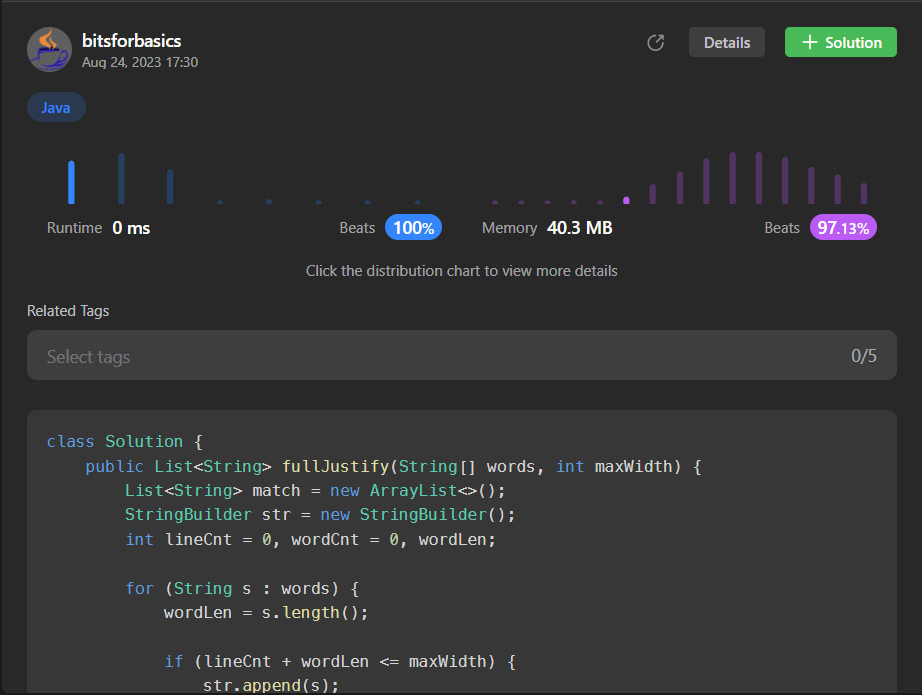 bitsforbasics
Aug 24, 2023 17:30
Details
+ Solution
Java
Runtime 0 ms Beats 100% Memory 40.3 MB Beats 97.13%
Click the distribution chart to view more details
Related Tags
Select tags 0/5
class Solution {
    public List<String> fullJustify(String[] words, int maxWidth) {
        List<String> match = new ArrayList<>();
        StringBuilder str = new StringBuilder();
        int lineCnt = 0, wordCnt = 0, wordLen;

        for (String s : words) {
            wordLen = s.length();

            if (lineCnt + wordLen <= maxWidth) {
                str.append(s);